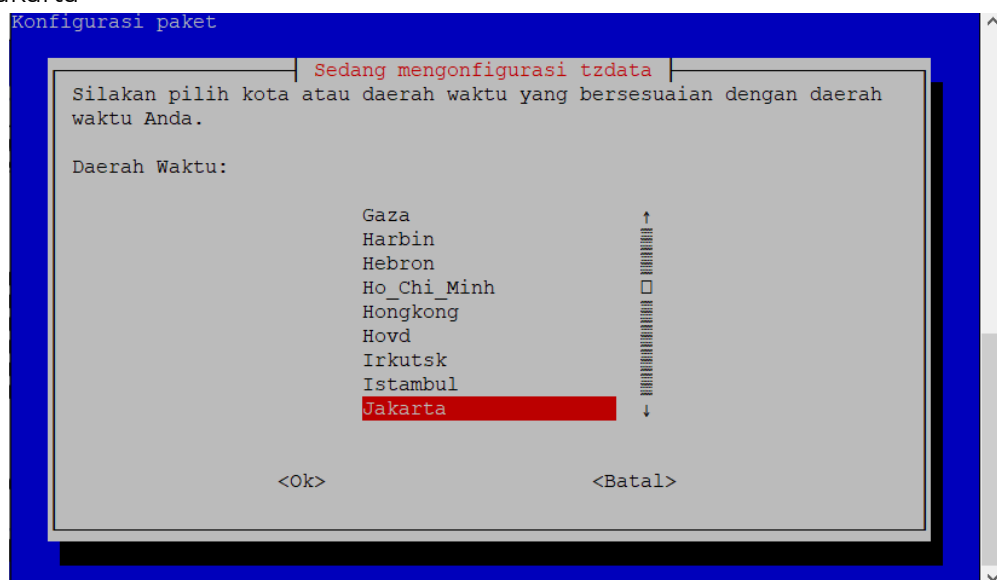 Konfigurasi paket
Sedang mengonfigurasi tzdata
Silakan pilih kota atau daerah waktu yang bersesuaian dengan daerah
waktu Anda.
Daerah Waktu:
Gaza
Harbin
Hebron
Ho_Chi_Minh
Hongkong
Hovd
Irkutsk
Istambul
Jakarta
<Ok> <Batal>